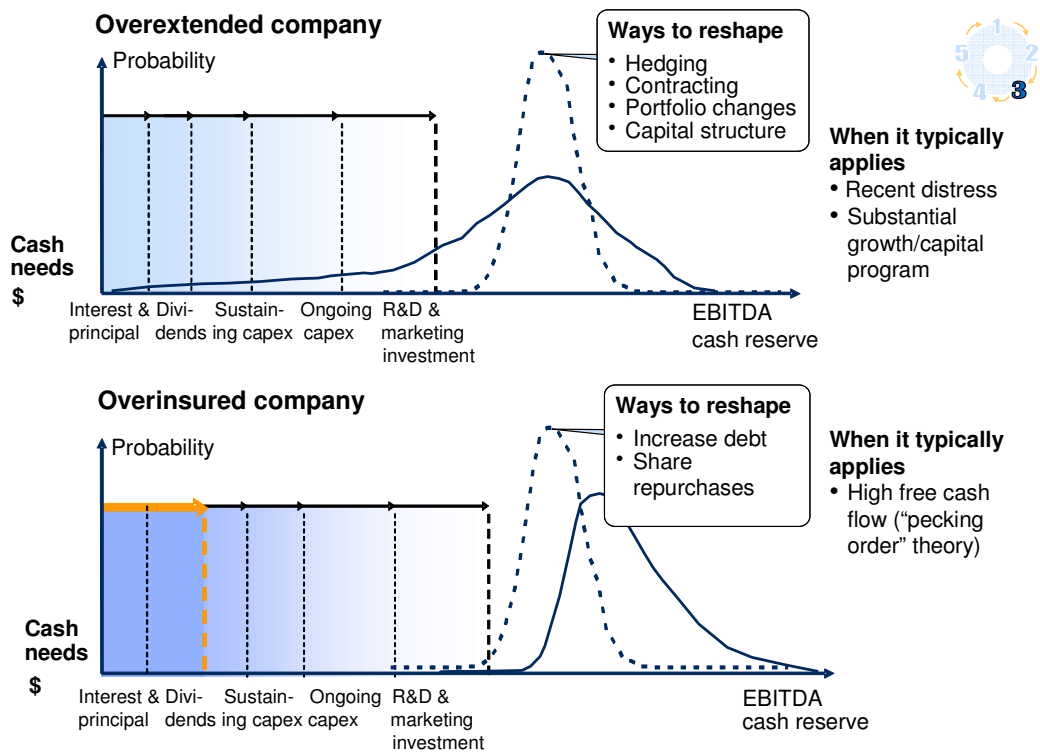 Overextended company
Probability
Ways to reshape
• Hedging
• Contracting
• Portfolio changes
• Capital structure
1
2
3
4
5
When it typically
applies
• Recent distress
• Substantial
growth/capital
program
Cash
needs
$
Interest &
principal
Divi-
dends
Sustain-
ing capex
Ongoing
capex
R&D &
marketing
investment
EBITDA
cash reserve
Overinsured company
Probability
Ways to reshape
• Increase debt
• Share
repurchases
When it typically
applies
• High free cash
flow (“pecking
order” theory)
Cash
needs
$
Interest &
principal
Divi-
dends
Sustain-
ing capex
Ongoing
capex
R&D &
marketing
investment
EBITDA
cash reserve